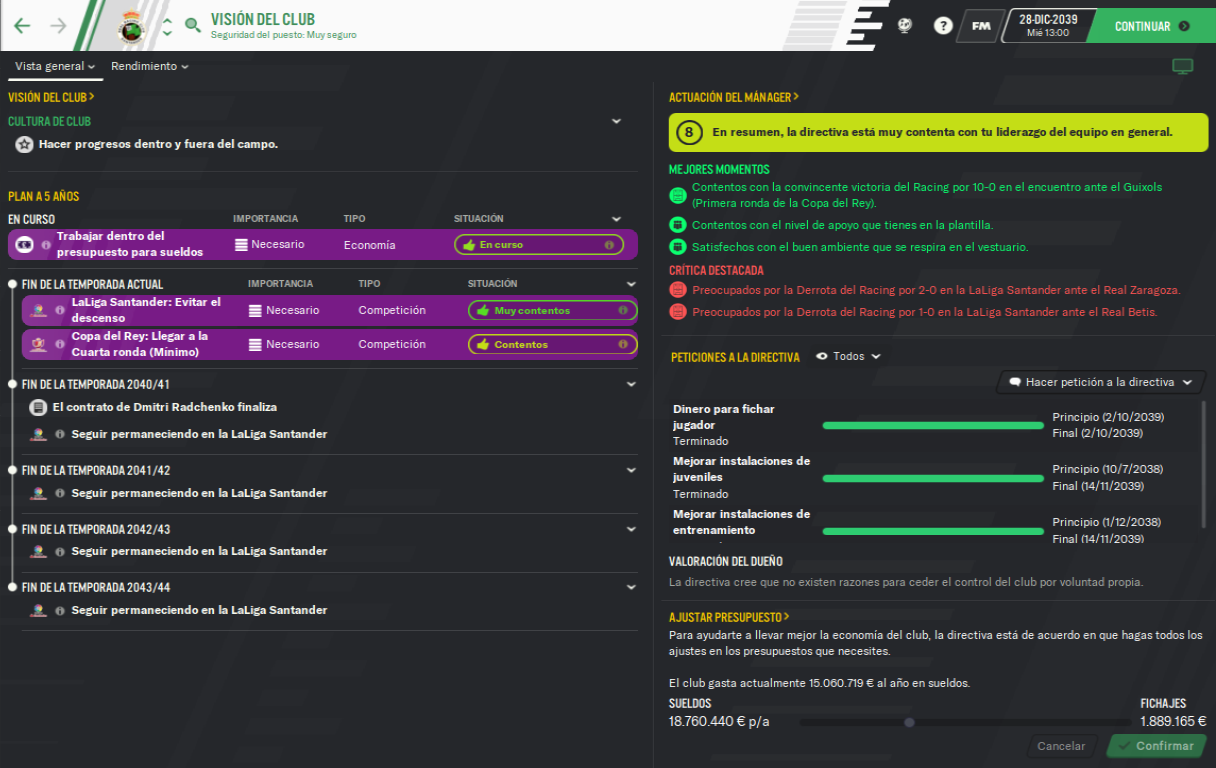 VISIÓN DEL CLUB
Seguridad del puesto: Muy seguro
?
FM
28-DIC-2039
Mié 13:00
CONTINUAR
Vista general
Rendimiento
VISIÓN DEL CLUB
CULTURA DE CLUB
Hacer progresos dentro y fuera del campo.
PLAN A 5 AÑOS
EN CURSO
IMPORTANCIA
TIPO
SITUACIÓN
Trabajar dentro del
presupuesto para sueldos
Necesario
Economía
En curso
FIN DE LA TEMPORADA ACTUAL
IMPORTANCIA
TIPO
SITUACIÓN
LaLiga Santander: Evitar el
descenso
Necesario
Competición
Muy contentos
Copa del Rey: Llegar a la
Cuarta ronda (Mínimo)
Necesario
Competición
Contentos
FIN DE LA TEMPORADA 2040/41
El contrato de Dmitri Radchenko finaliza
Seguir permaneciendo en la LaLiga Santander
FIN DE LA TEMPORADA 2041/42
Seguir permaneciendo en la LaLiga Santander
FIN DE LA TEMPORADA 2042/43
Seguir permaneciendo en la LaLiga Santander
FIN DE LA TEMPORADA 2043/44
Seguir permaneciendo en la LaLiga Santander
ACTUACIÓN DEL MÁNAGER
8
En resumen, la directiva está muy contenta con tu liderazgo del equipo en general.
MEJORES MOMENTOS
Contentos con la convincente victoria del Racing por 10-0 en el encuentro ante el Guixols
(Primera ronda de la Copa del Rey).
Contentos con el nivel de apoyo que tienes en la plantilla.
Satisfechos con el buen ambiente que se respira en el vestuario.
CRÍTICA DESTACADA
Preocupados por la Derrota del Racing por 2-0 en la LaLiga Santander ante el Real Zaragoza.
Preocupados por la Derrota del Racing por 1-0 en la LaLiga Santander ante el Real Betis.
PETICIONES A LA DIRECTIVA
Todos
Hacer petición a la directiva
Dinero para fichar
jugador
Terminado
Principio (2/10/2039)
Final (2/10/2039)
Mejorar instalaciones de
juveniles
Terminado
Principio (10/7/2038)
Final (14/11/2039)
Mejorar instalaciones de
entrenamiento
Principio (1/12/2038)
Final (14/11/2039)
VALORACIÓN DEL DUEÑO
La directiva cree que no existen razones para ceder el control del club por voluntad propia.
AJUSTAR PRESUPUESTO
Para ayudarte a llevar mejor la economía del club, la directiva está de acuerdo en que hagas todos los
ajustes en los presupuestos que necesites.
El club gasta actualmente 15.060.719 € al año en sueldos.
SUELDOS
18.760.440 € p/a
FICHAJES
1.889.165 €
Cancelar
Confirmar